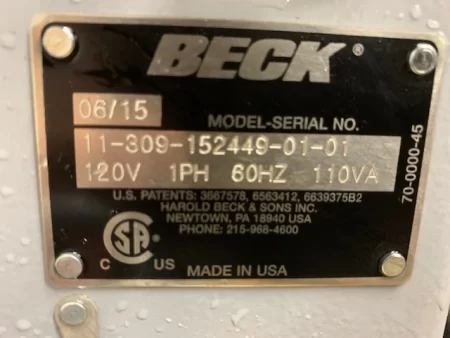 BECK®
06/15
MODEL-SERIAL NO.
11-309-152449-01-01
120V 1PH 60HZ 110VA
U.S. PATENTS: 3667578, 6563412, 6639375B2
HAROLD BECK & SONS INC.
NEWTOWN, PA 18940 USA
PHONE: 215-968-4600
SA
C US
MADE IN USA
70-0000-45